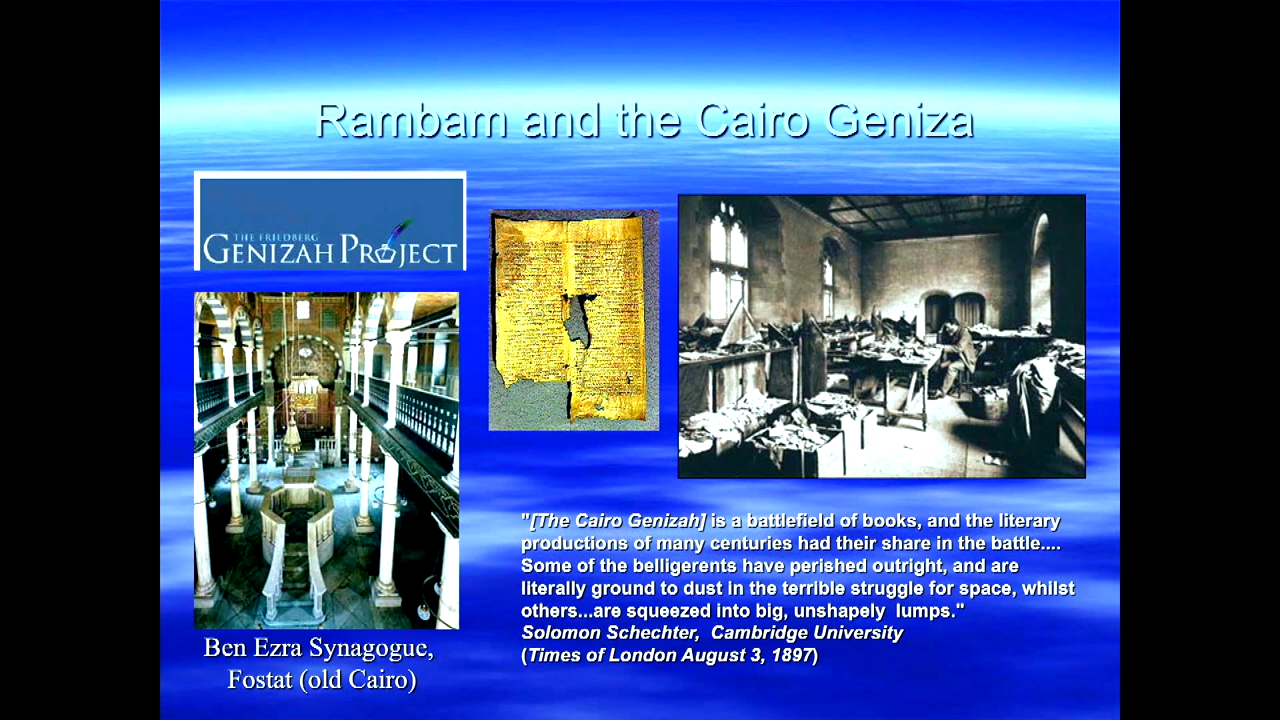 Rambam and the Cairo Geniza
THE FRIEDBERG
GENIZAH PROJECT
Ben Ezra Synagogue,
Fostat (old Cairo)
"[The Cairo Genizah] is a battlefield of books, and the literary
productions of many centuries had their share in the battle....
Some of the belligerents have perished outright, and are
literally ground to dust in the terrible struggle for space, whilst
others...are squeezed into big, unshapely lumps."
Solomon Schechter, Cambridge University
(Times of London August 3, 1897)